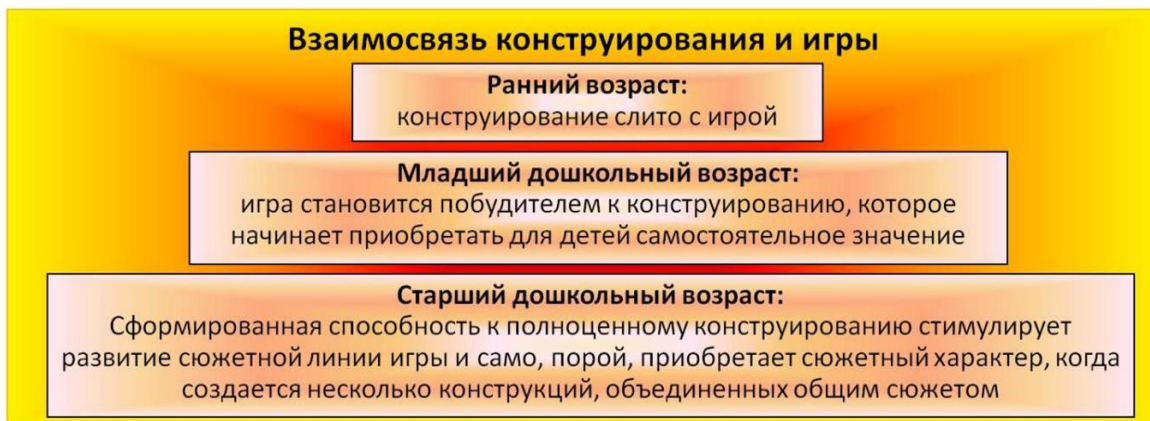 Взаимосвязь конструирования и игры
Ранний возраст:
конструирование слито с игрой
Младший дошкольный возраст:
игра становится побудителем к конструированию, которое
начинает приобретать для детей самостоятельное значение
Старший дошкольный возраст:
Сформированная способность к полноценному конструированию стимулирует
развитие сюжетной линии игры и само, порой, приобретает сюжетный характер, когда
создается несколько конструкций, объединенных общим сюжетом